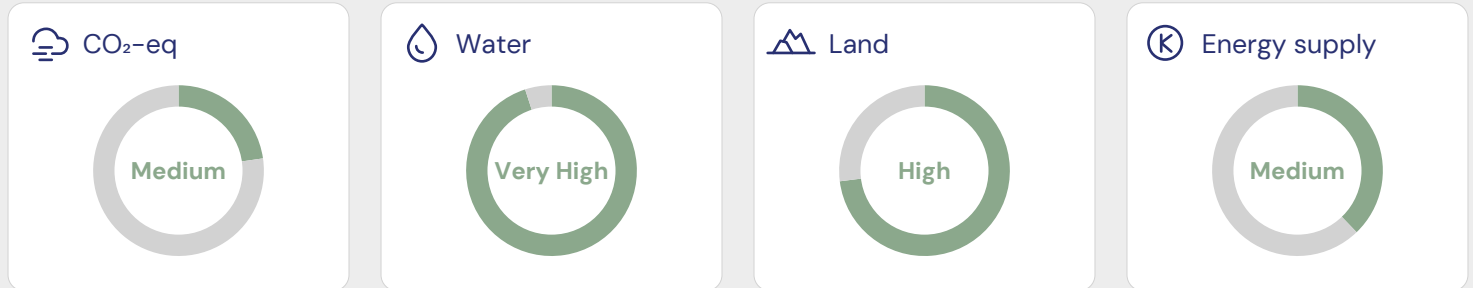 CO₂-eq
Medium
Water
Very High
Land
High
Energy supply
Medium